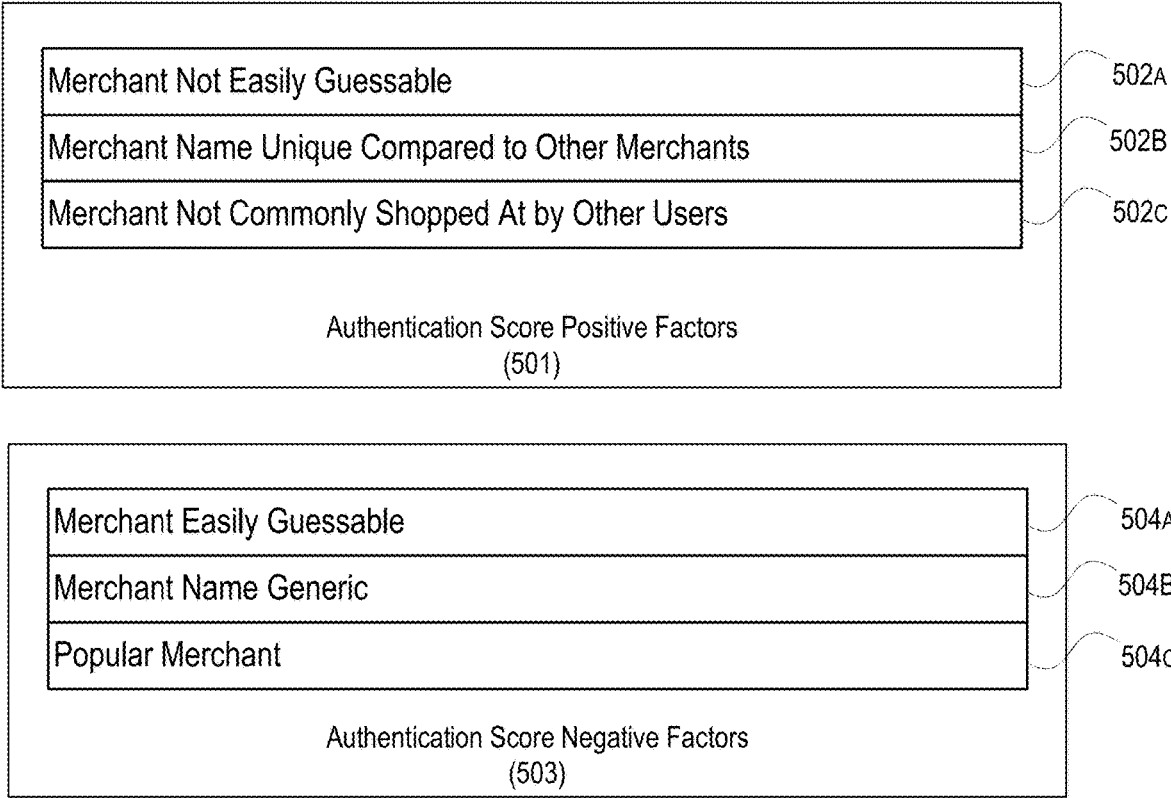 Merchant Not Easily Guessable 502A
Merchant Name Unique Compared to Other Merchants 502B
Merchant Not Commonly Shopped At by Other Users 502C
Authentication Score Positive Factors
(501)
Merchant Easily Guessable 504A
Merchant Name Generic 504B
Popular Merchant 504C
Authentication Score Negative Factors
(503)